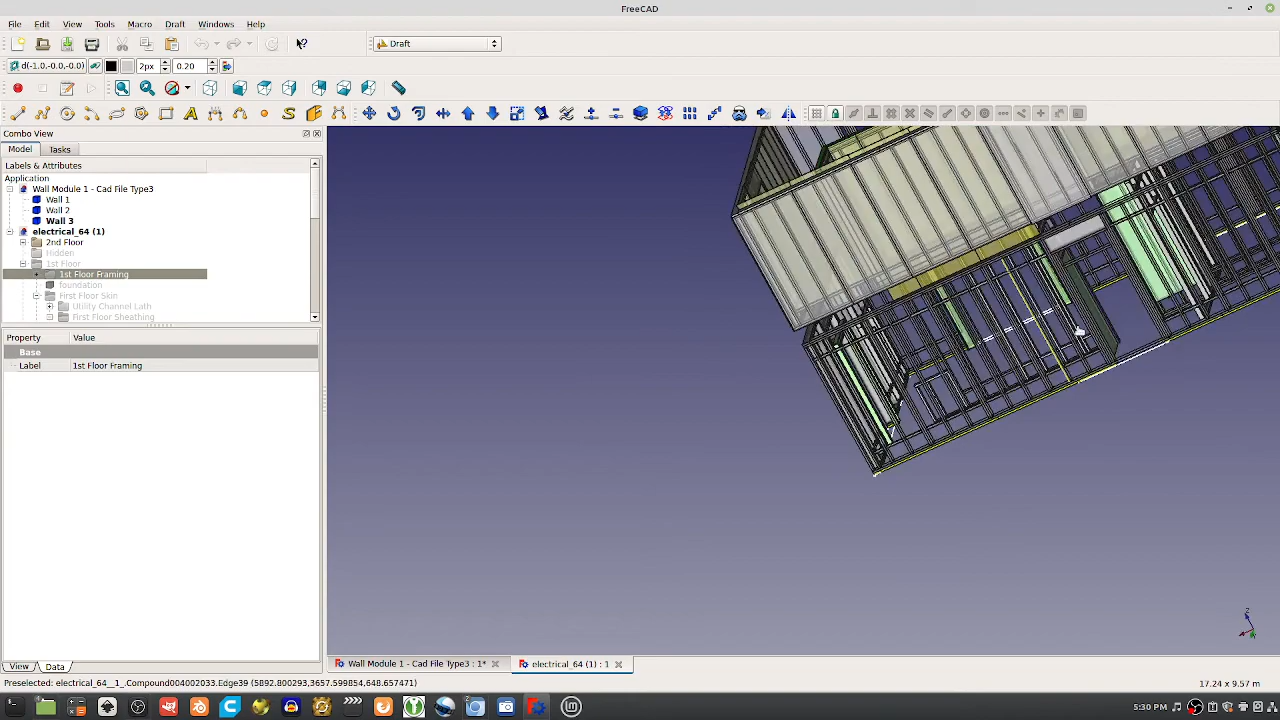 FreeCAD
File Edit View Tools Macro Draft Windows Help
Draft
d(-1.0,-0.0,-0.0) 2px 0.20
Combo View
Model Tasks
Labels & Attributes
Application
Wall Module 1 - Cad File Type3
Wall 1
Wall 2
Wall 3
electrical_64 (1)
2nd Floor
Hidden
1st Floor
1st Floor Framing
foundation
First Floor Skin
Utility Channel Lath
First Floor Sheathing
Property Value
Base
Label 1st Floor Framing
View Data
Wall Module 1 - Cad File Type3 : 1*
electrical_64 (1) : 1
Preselected: electrical_64__1_.Compound004002033.Edge39 (5892.800293,3657.599854,648.657471)
17.24 x 9.57 m
5:30 PM